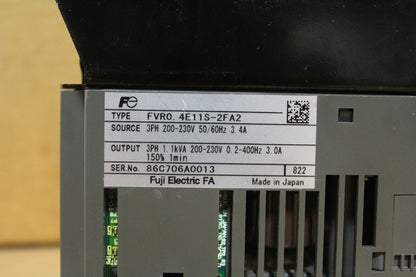 Fe
TYPE FVR0. 4E11S-2FA2
SOURCE 3PH 200-230V 50/60Hz 3.4A
OUTPUT 3PH 1.1kVA 200-230V 0.2-400Hz 3.0A
150% 1min
SER.No. 86C706A0013 822
Fuji Electric FA Made in Japan